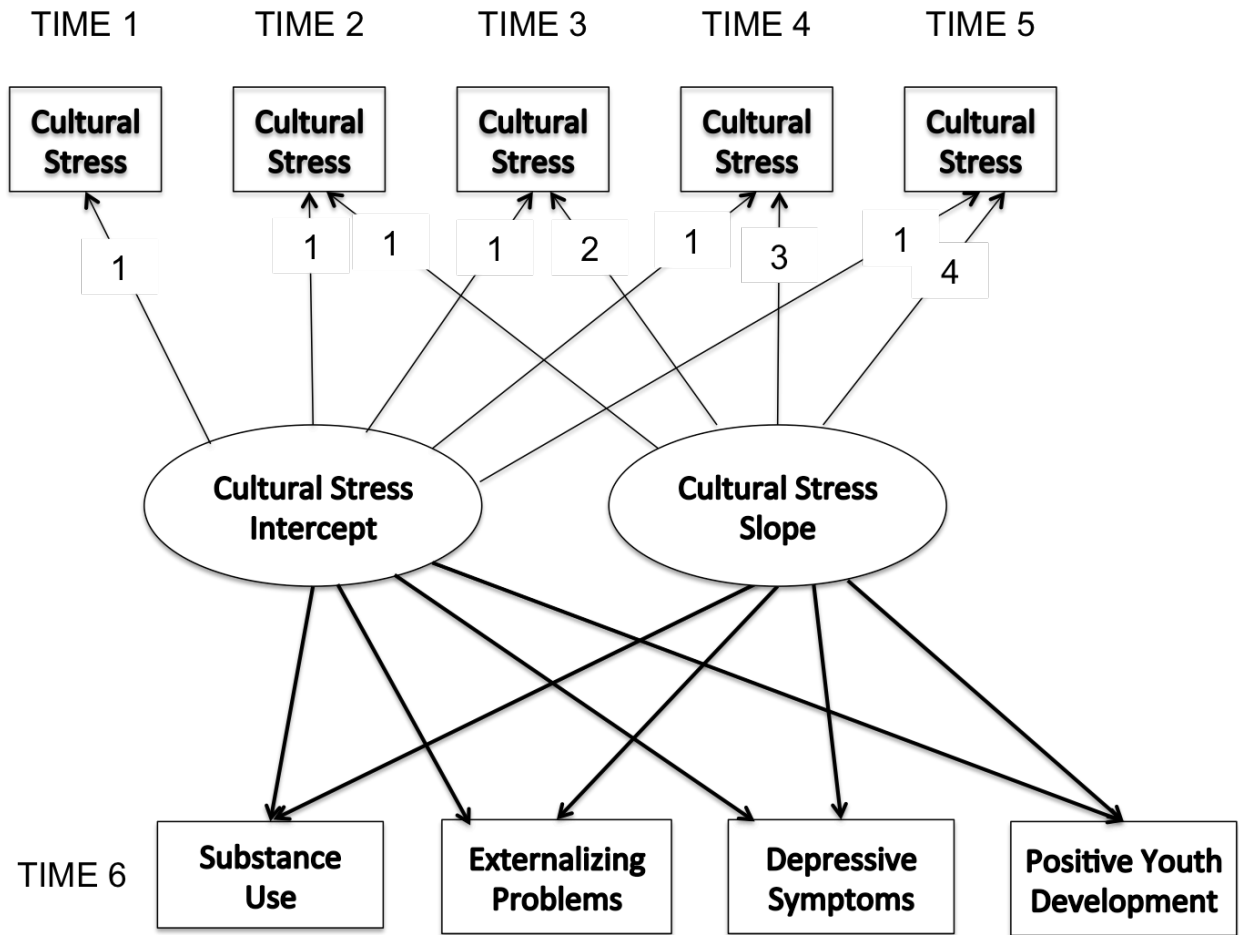 TIME 1 TIME 2 TIME 3 TIME 4 TIME 5
Cultural Cultural Cultural Cultural Cultural
Stress Stress Stress Stress Stress
1 1 1 1 2 1 3 1 4
Cultural Stress Cultural Stress
Intercept Slope
TIME 6
Substance Externalizing Depressive Positive Youth
Use Problems Symptoms Development